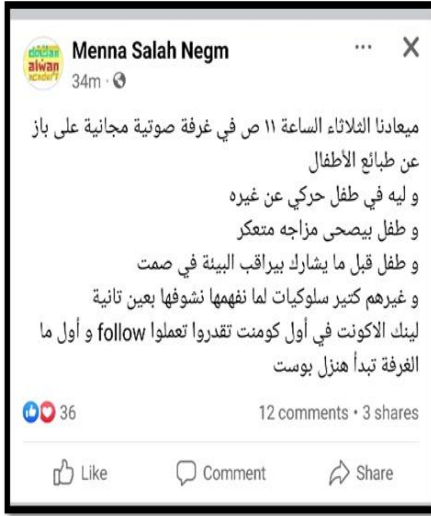 Menna Salah Negm
34m
ميعادنا الثلاثاء الساعة ١١ ص في غرفة صوتية مجانية على باز
عن طبائع الأطفال
و ليه في طفل حركي عن غيره
و طفل بيصحى مزاجه متعكر
و طفل قبل ما يشارك بيراقب البيئة في صمت
و غيرهم كتير سلوكيات لما نفهمها نشوفها بعين تانية
لينك الاكونت في أول كومنت تقدروا تعملوا follow و أول ما
الغرفة تبدأ هنزل بوست
36
12 comments • 3 shares
Like Comment Share